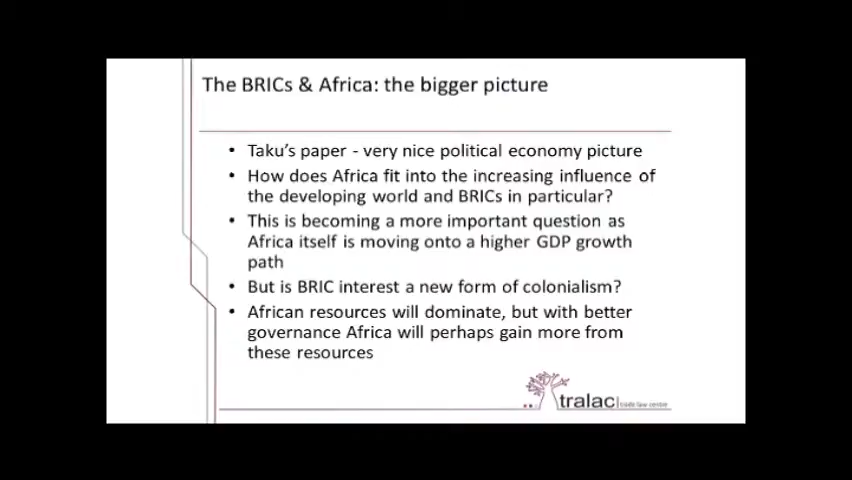 The BRICs & Africa: the bigger picture
• Taku's paper - very nice political economy picture
• How does Africa fit into the increasing influence of
the developing world and BRICs in particular?
• This is becoming a more important question as
Africa itself is moving onto a higher GDP growth
path
• But is BRIC interest a new form of colonialism?
• African resources will dominate, but with better
governance Africa will perhaps gain more from
these resources
tralac| trade law centre